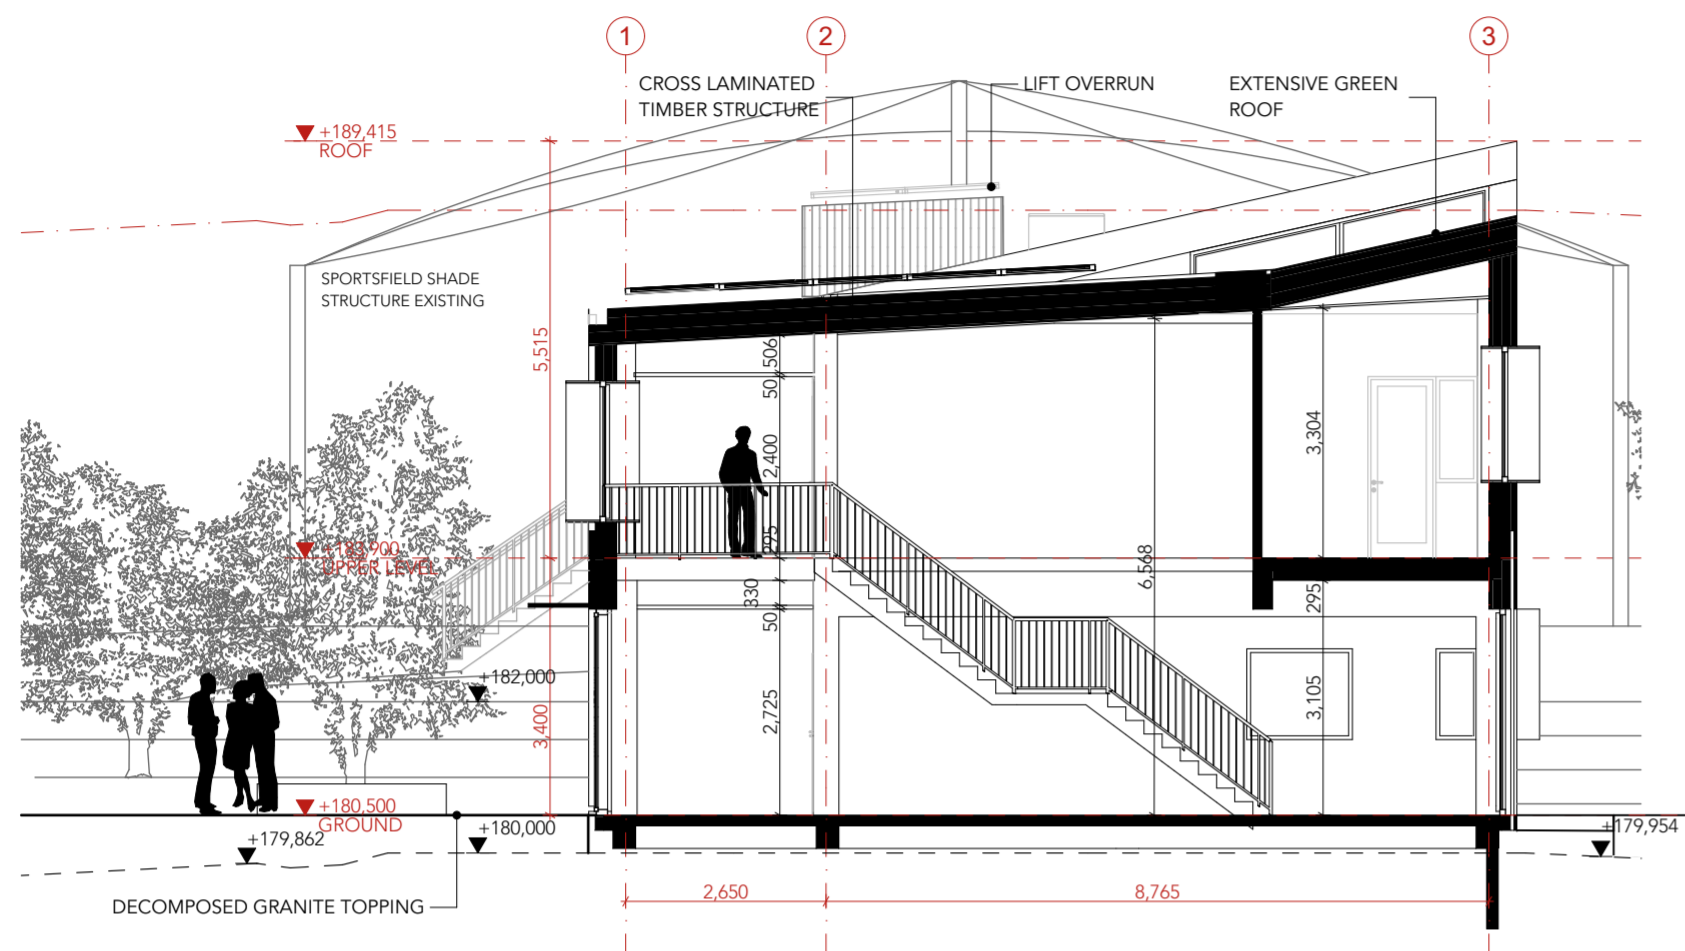 1
2
3
CROSS LAMINATED
TIMBER STRUCTURE
LIFT OVERRUN
EXTENSIVE GREEN
ROOF
+189,415
ROOF
SPORTSFIELD SHADE
STRUCTURE EXISTING
5,515
506
50
2,400
3,304
295
+183,900
UPPER LEVEL
6,568
330
295
50
+182,000
2,725
3,105
3,400
+180,500
GROUND
+179,862
+180,000
+179,954
2,650
8,765
DECOMPOSED GRANITE TOPPING